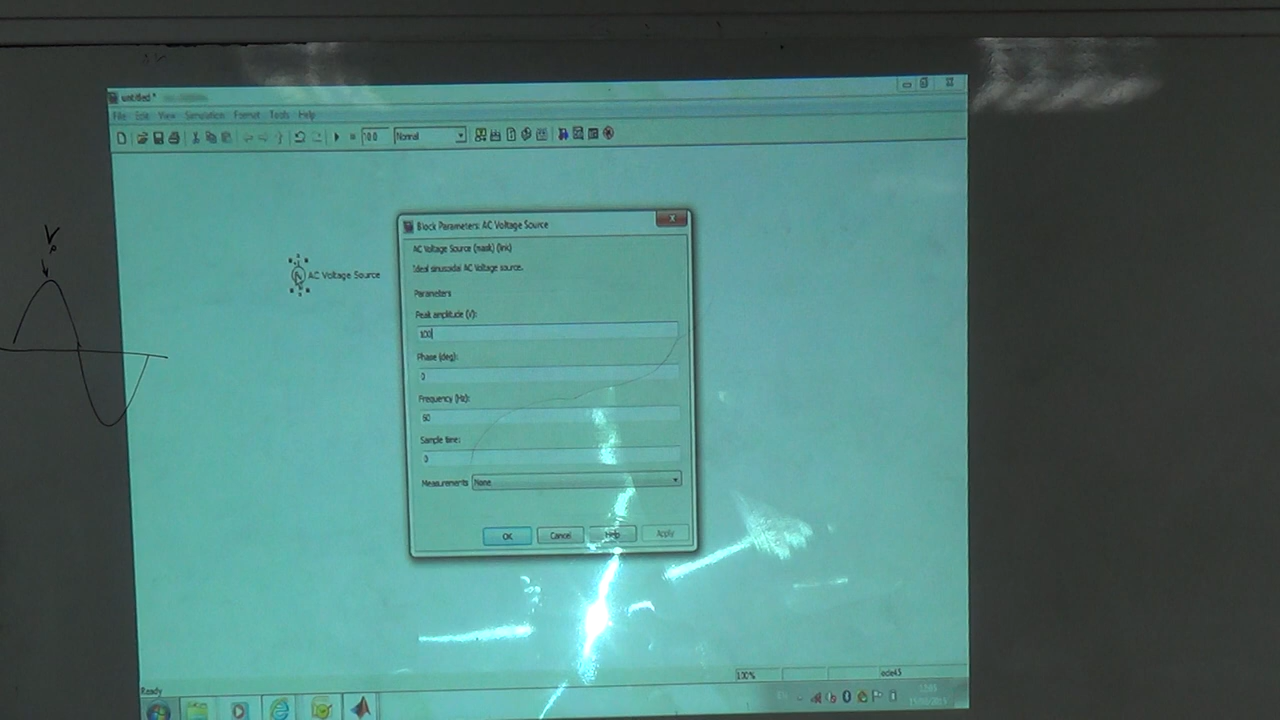 untitled *
File Edit View Simulation Format Tools Help
10.0 Normal
Vp
AC Voltage Source
Block Parameters: AC Voltage Source
AC Voltage Source (mask) (link)
Ideal sinusoidal AC Voltage source.
Parameters
Peak amplitude (V):
100
Phase (deg):
0
Frequency (Hz):
60
Sample time:
0
Measurements None
OK Cancel Help Apply
Ready 100% ode45
EN